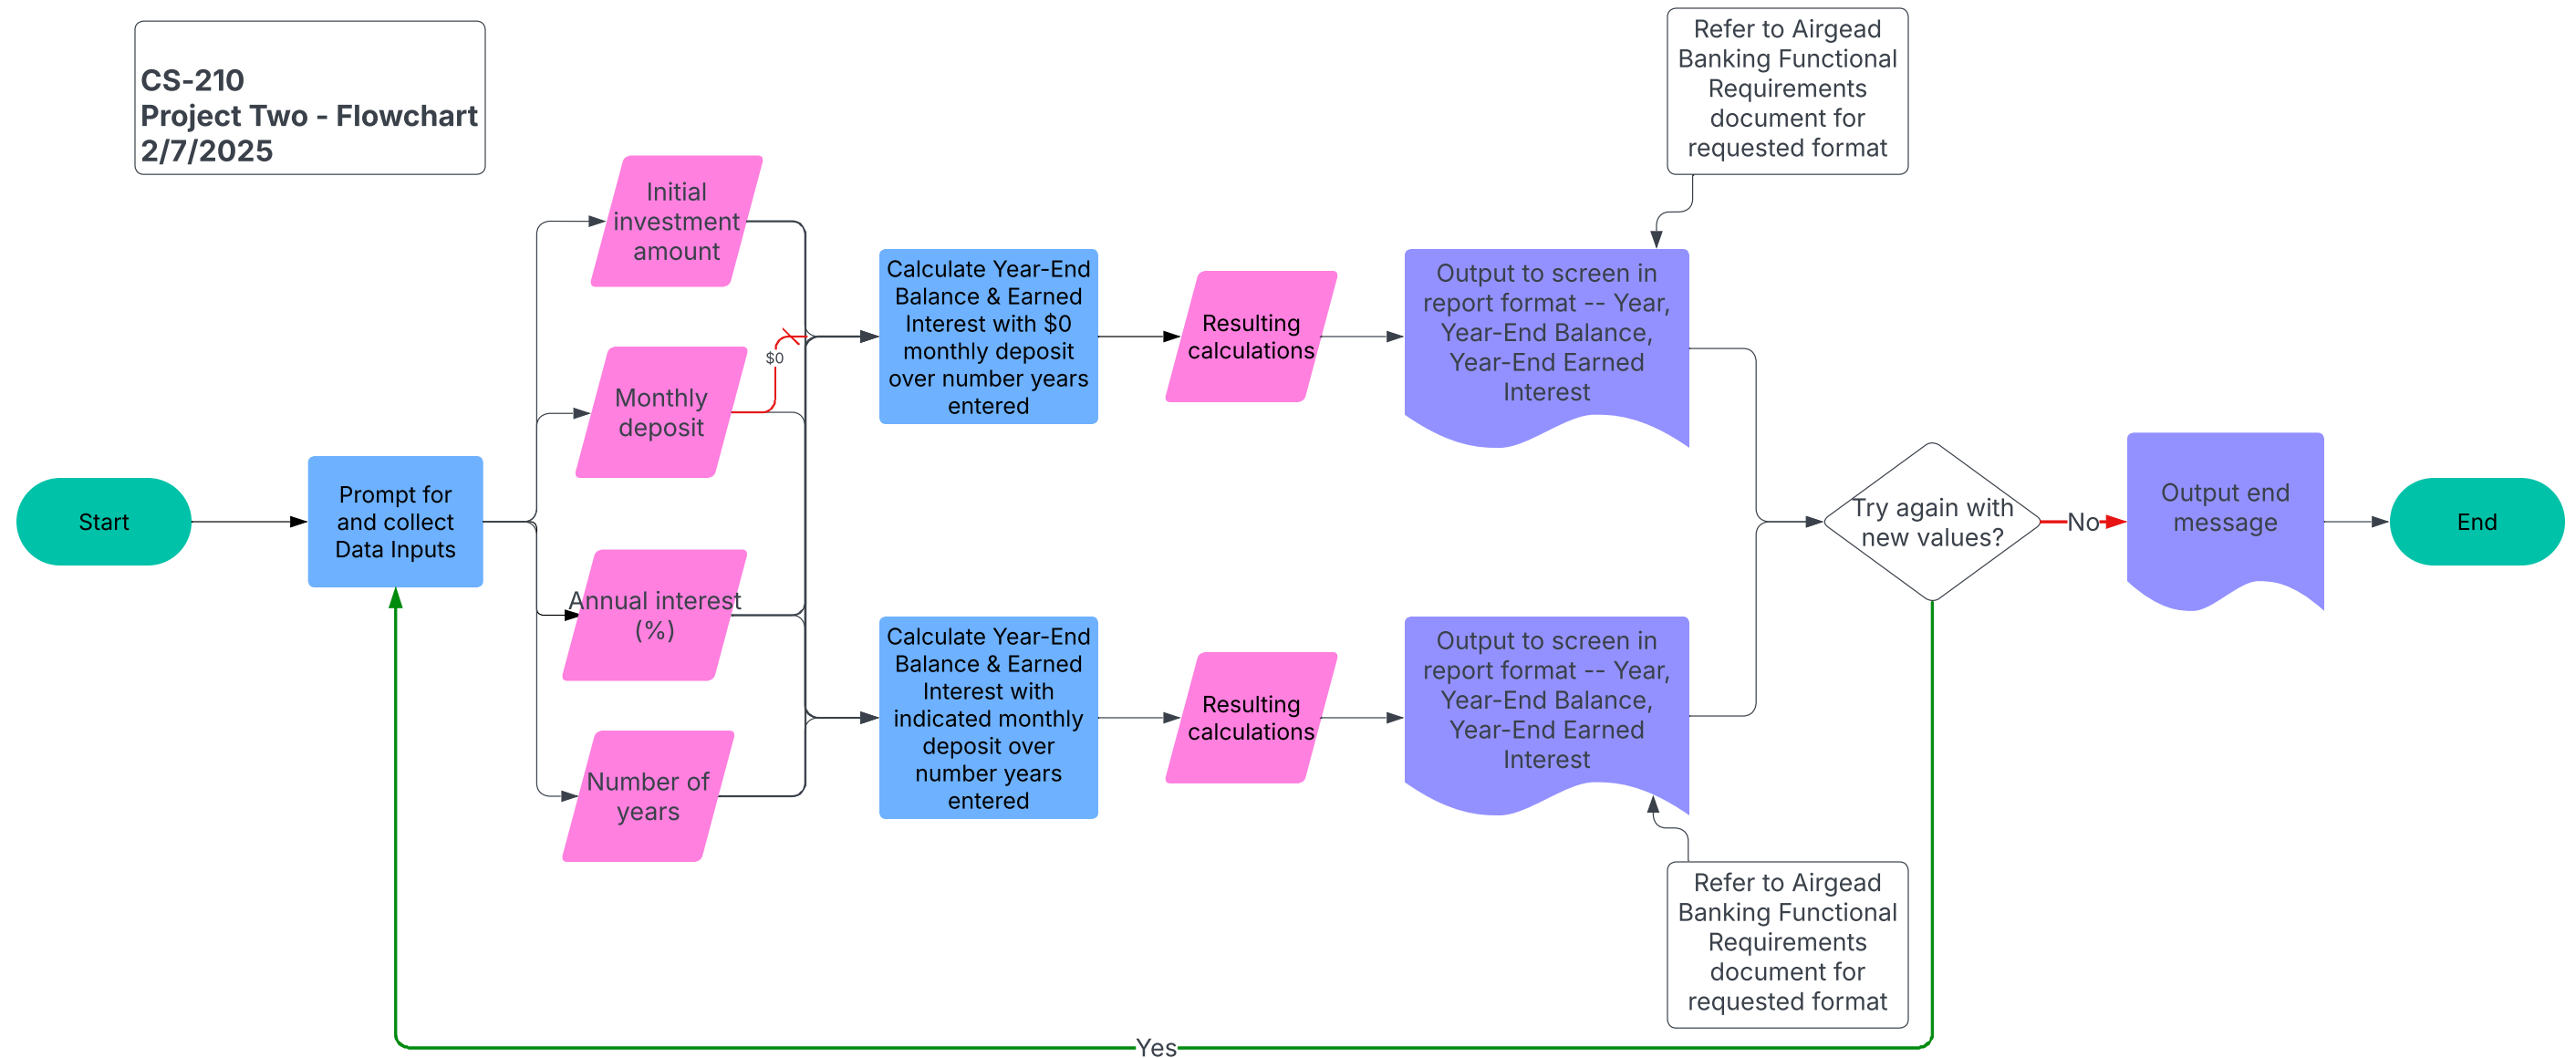 CS-210
Project Two - Flowchart
2/7/2025
Start
Prompt for
and collect
Data Inputs
Initial
investment
amount
Monthly
deposit
$0
Annual interest
(%)
Number of
years
Calculate Year-End
Balance & Earned
Interest with $0
monthly deposit
over number years
entered
Resulting
calculations
Output to screen in
report format -- Year,
Year-End Balance,
Year-End Earned
Interest
Refer to Airgead
Banking Functional
Requirements
document for
requested format
Calculate Year-End
Balance & Earned
Interest with
indicated monthly
deposit over
number years
entered
Resulting
calculations
Output to screen in
report format -- Year,
Year-End Balance,
Year-End Earned
Interest
Refer to Airgead
Banking Functional
Requirements
document for
requested format
Try again with
new values?
No
Output end
message
End
Yes